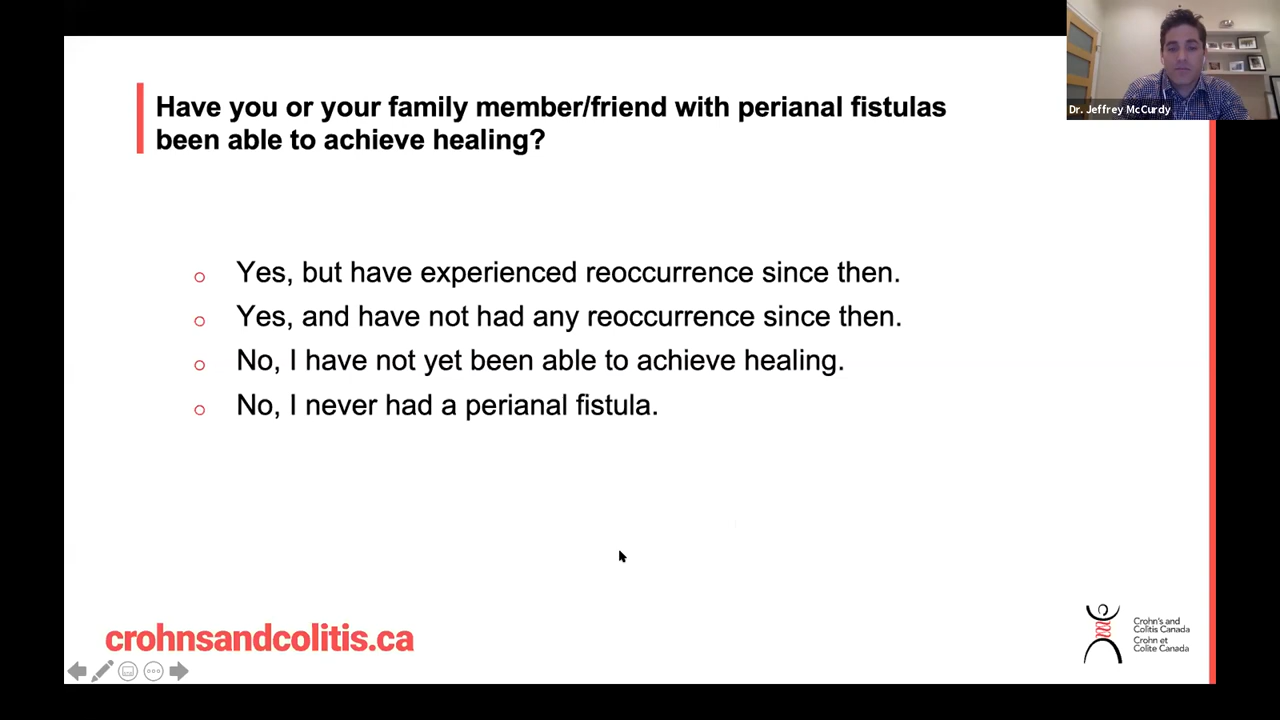 Dr. Jeffrey McCurdy
Have you or your family member/friend with perianal fistulas
been able to achieve healing?
Yes, but have experienced reoccurrence since then.
Yes, and have not had any reoccurrence since then.
No, I have not yet been able to achieve healing.
No, I never had a perianal fistula.
crohnsandcolitis.ca
Crohn's and
Colitis Canada
Crohn et
Colite Canada